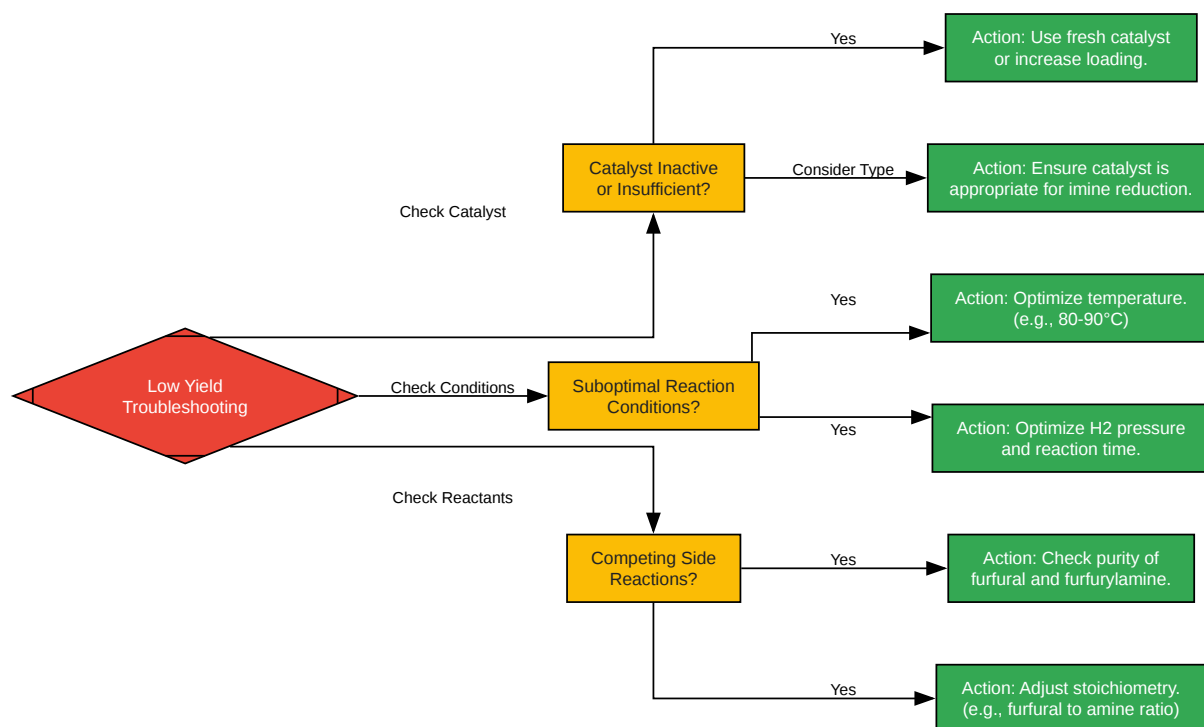 Yes
Action: Use fresh catalyst
or increase loading.
Catalyst Inactive
or Insufficient?
Consider Type
Action: Ensure catalyst is
appropriate for imine reduction.
Check Catalyst
Yes
Action: Optimize temperature.
(e.g., 80-90°C)
Low Yield
Troubleshooting
Check Conditions
Suboptimal Reaction
Conditions?
Yes
Action: Optimize H2 pressure
and reaction time.
Check Reactants
Competing Side
Reactions?
Yes
Action: Check purity of
furfural and furfurylamine.
Yes
Action: Adjust stoichiometry.
(e.g., furfural to amine ratio)